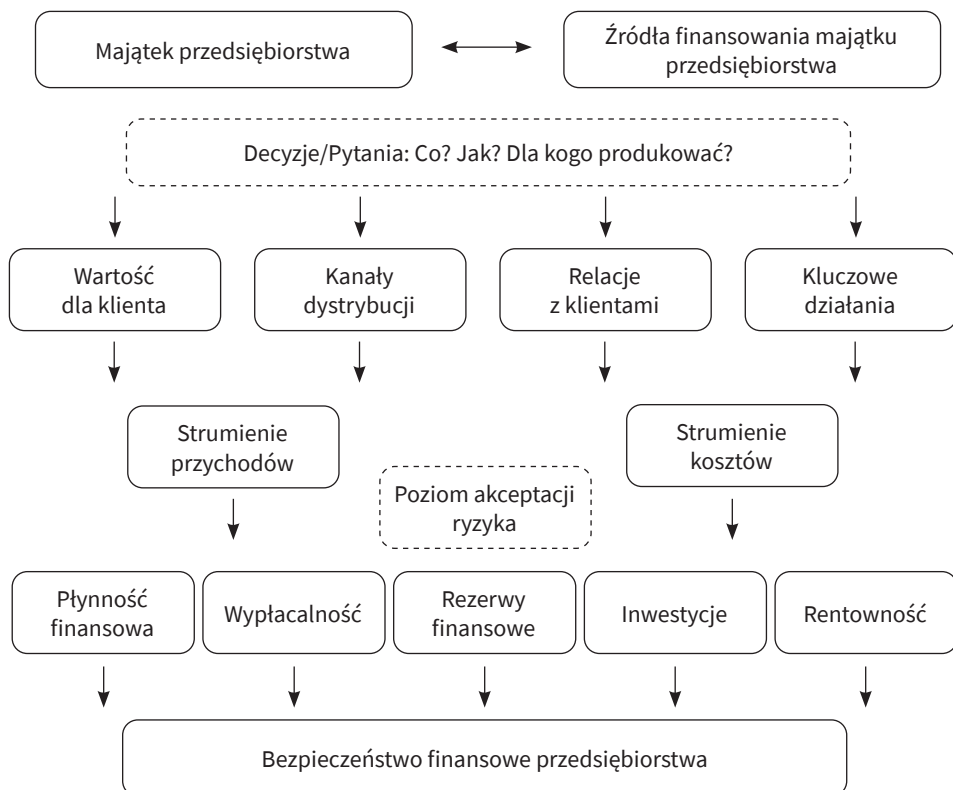 Majątek przedsiębiorstwa
Źródła finansowania majątku
przedsiębiorstwa
Decyzje/Pytania: Co? Jak? Dla kogo produkować?
Wartość
dla klienta
Kanały
dystrybucji
Relacje
z klientami
Kluczowe
działania
Strumienie
przychodów
Strumienie
kosztów
Poziom akceptacji
ryzyka
Płynność
finansowa
Wypłacalność
Rezerwy
finansowe
Inwestycje
Rentowność
Bezpieczeństwo finansowe przedsiębiorstwa